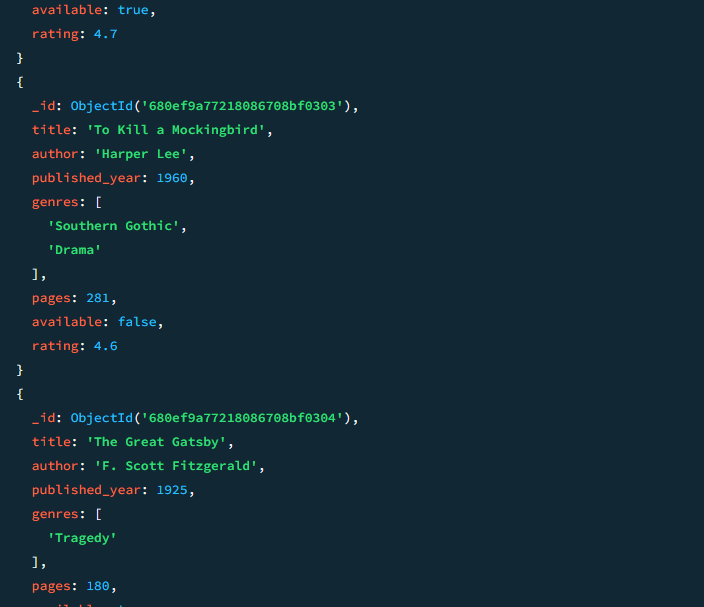 available: true,
rating: 4.7
}
{
_id: ObjectId('680ef9a77218086708bf0303'),
title: 'To Kill a Mockingbird',
author: 'Harper Lee',
published_year: 1960,
genres: [
'Southern Gothic',
'Drama'
],
pages: 281,
available: false,
rating: 4.6
}
{
_id: ObjectId('680ef9a77218086708bf0304'),
title: 'The Great Gatsby',
author: 'F. Scott Fitzgerald',
published_year: 1925,
genres: [
'Tragedy'
],
pages: 180,